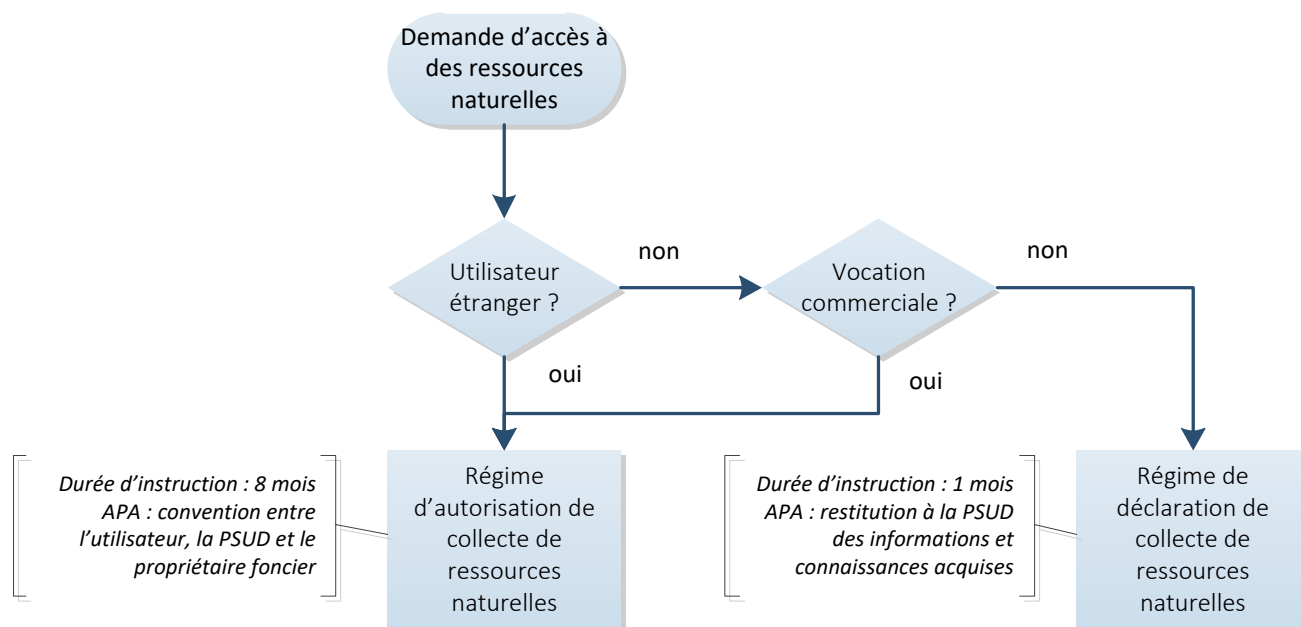 Demande d’accès à
des ressources
naturelles
Utilisateur
étranger ?
non
Vocation
commerciale ?
non
oui
oui
Durée d’instruction : 8 mois
APA : convention entre
l’utilisateur, la PSUD et le
propriétaire foncier
Régime
d’autorisation de
collecte de
ressources
naturelles
Durée d’instruction : 1 mois
APA : restitution à la PSUD
des informations et
connaissances acquises
Régime de
déclaration de
collecte de
ressources
naturelles